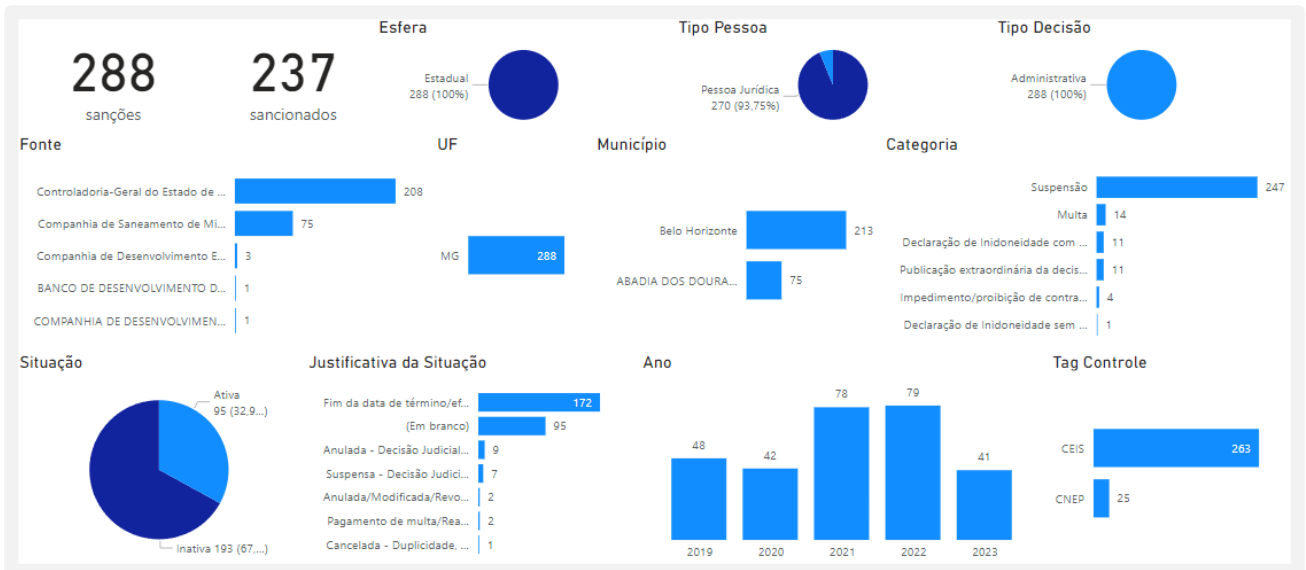 288
sanções
237
sancionados
Esfera
Estadual
288 (100%)
Tipo Pessoa
Pessoa Jurídica
270 (93,75%)
Tipo Decisão
Administrativa
288 (100%)
Fonte
Controladoria-Geral do Estado de ...
208
Companhia de Saneamento de Mi...
75
Companhia de Desenvolvimento E...
3
BANCO DE DESENVOLVIMENTO D...
1
COMPANHIA DE DESENVOLVIMEN...
1
UF
MG
288
Município
Belo Horizonte
213
ABADIA DOS DOURA...
75
Categoria
Suspensão
247
Multa
14
Declaração de Inidoneidade com ...
11
Publicação extraordinária da decis...
11
Impedimento/proibição de contra...
4
Declaração de Inidoneidade sem ...
1
Situação
Ativa
95 (32,9...)
Inativa 193 (67,...)
Justificativa da Situação
Fim da data de término/ef...
172
(Em branco)
95
Anulada - Decisão Judicial...
9
Suspensa - Decisão Judici...
7
Anulada/Modificada/Revo...
2
Pagamento de multa/Rea...
2
Cancelada - Duplicidade, ...
1
Ano
48
42
78
79
41
2019
2020
2021
2022
2023
Tag Controle
CEIS
263
CNEP
25